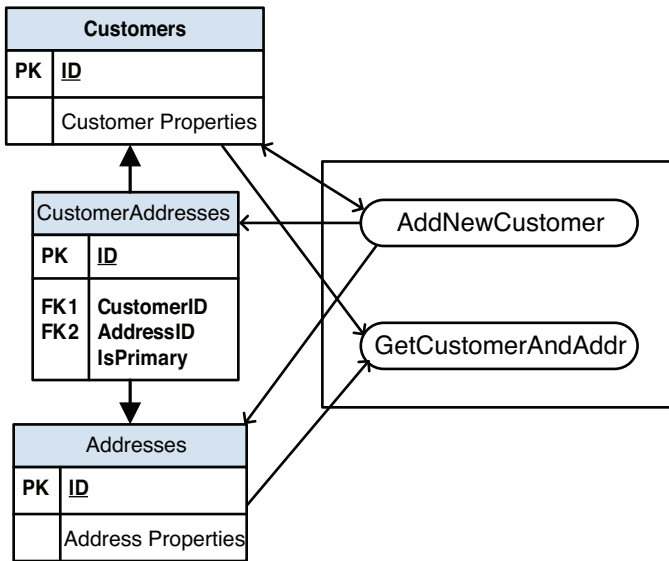 Customers
PK ID
Customer Properties
CustomerAddresses
PK ID
FK1 CustomerID
FK2 AddressID
IsPrimary
Addresses
PK ID
Address Properties
AddNewCustomer
GetCustomerAndAddr